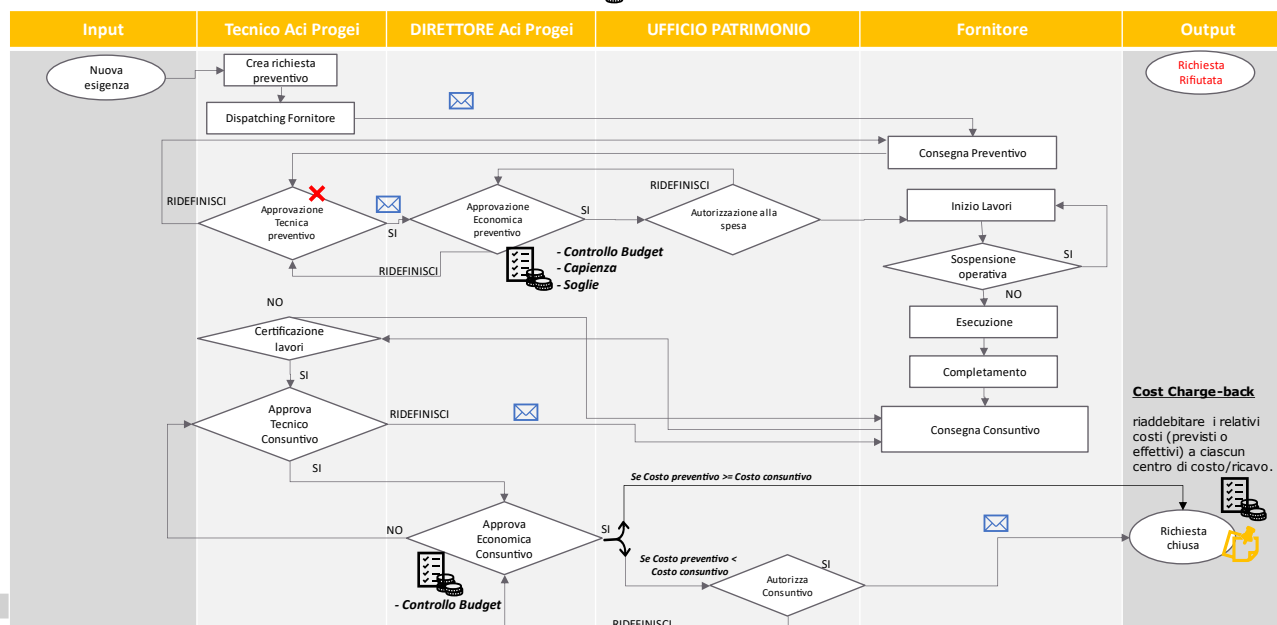 Input
Tecnico Aci Progei
DIRETTORE Aci Progei
UFFICIO PATRIMONIO
Fornitore
Output
Nuova
esigenza
Crea richiesta
preventivo
Richiesta
Rifiutata
Dispatching Fornitore
Consegna Preventivo
RIDEFINISCI
Approvazione
Tecnica
preventivo
SI
Approvazione
Economica
preventivo
SI
RIDEFINISCI
Autorizzazione alla
spesa
Inizio Lavori
RIDEFINISCI
- Controllo Budget
- Capienza
- Soglie
Sospensione
operativa
SI
NO
NO
Certificazione
lavori
SI
Esecuzione
Completamento
Approva
Tecnico
Consuntivo
RIDEFINISCI
SI
Consegna Consuntivo
Cost Charge-back
riaddebitare i relativi
costi (previsti o
effettivi) a ciascun
centro di costo/ricavo.
Se Costo preventivo >= Costo consuntivo
NO
Approva
Economica
Consuntivo
SI
Richiesta
chiusa
Se Costo preventivo <
Costo consuntivo
Autorizza
Consuntivo
SI
- Controllo Budget
RIDEFINISCI